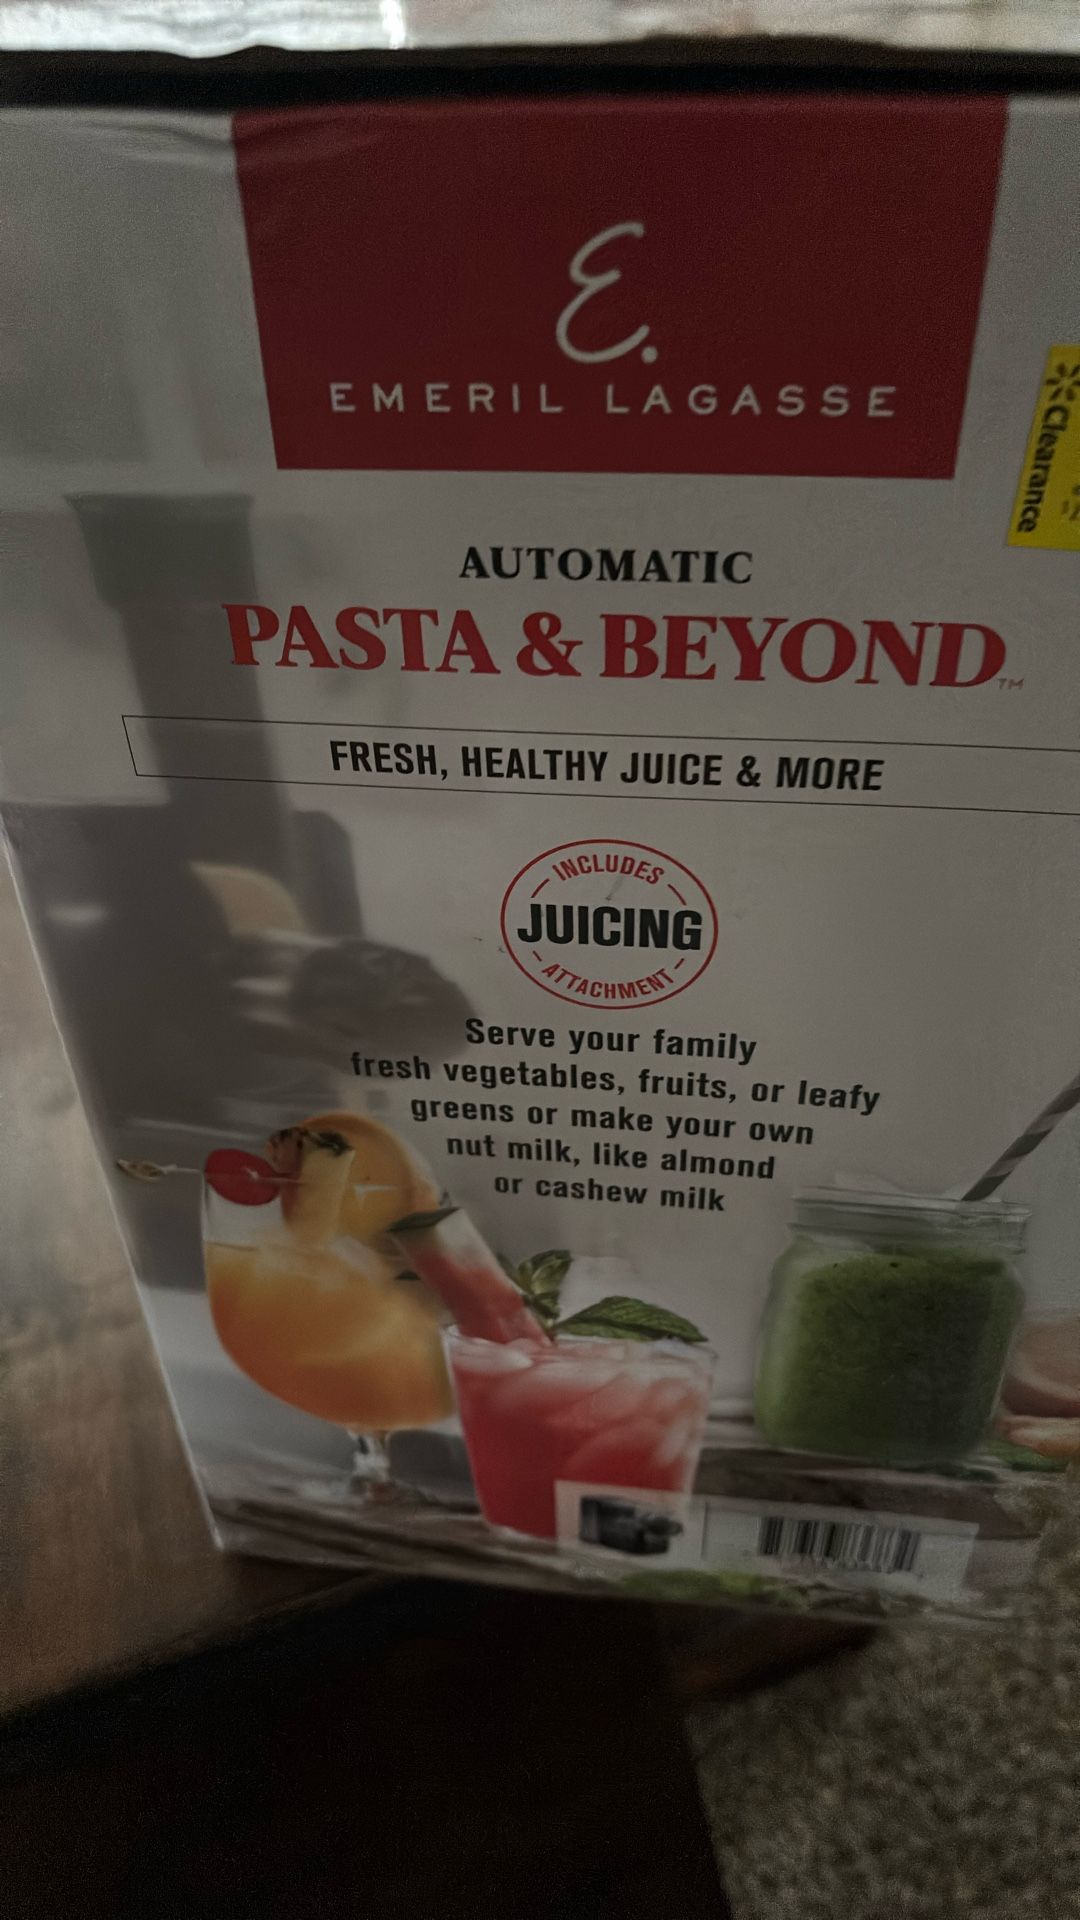 E.
EMERIL LAGASSE
Clearance
AUTOMATIC
PASTA & BEYOND™
FRESH, HEALTHY JUICE & MORE
INCLUDES
JUICING
ATTACHMENT
Serve your family
fresh vegetables, fruits, or leafy
greens or make your own
nut milk, like almond
or cashew milk